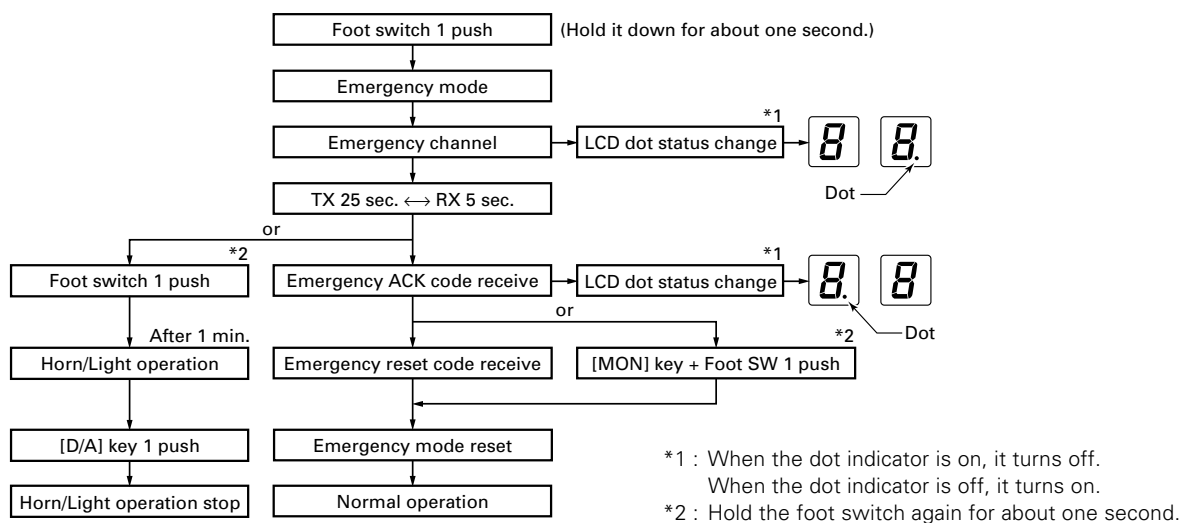 Foot switch 1 push (Hold it down for about one second.)
Emergency mode
*1
Emergency channel LCD dot status change 8 8.
Dot
TX 25 sec. ↔ RX 5 sec.
or
*2 *1
Foot switch 1 push Emergency ACK code receive LCD dot status change 8. 8
or
After 1 min. *2 Dot
Horn/Light operation Emergency reset code receive [MON] key + Foot SW 1 push
[D/A] key 1 push Emergency mode reset
Horn/Light operation stop Normal operation
*1 : When the dot indicator is on, it turns off.
When the dot indicator is off, it turns on.
*2 : Hold the foot switch again for about one second.